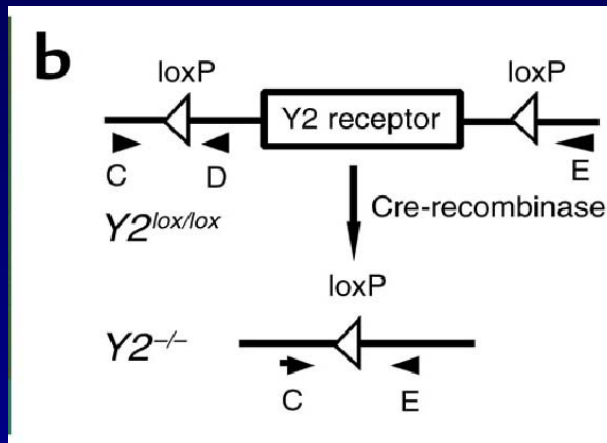 b
loxP
loxP
Y2 receptor
C
D
E
Y2lox/lox
Cre-recombinase
loxP
Y2–/–
C
E